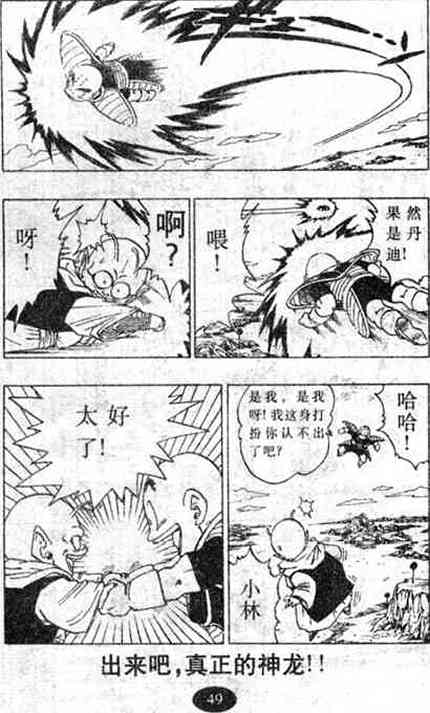 果然
是丹
迪!
喂!
啊?
呀!
哈哈!
是我,是我
呀!我这身打
扮你认不出
了吧?
小林
太好
了!
出来吧,真正的神龙!!
49